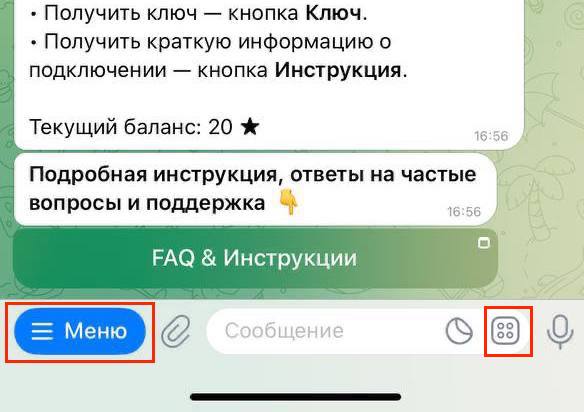 • Получить ключ — кнопка Ключ.
• Получить краткую информацию о
подключении — кнопка Инструкция.
Текущий баланс: 20 ★
16:56
Подробная инструкция, ответы на частые
вопросы и поддержка 👇
16:56
FAQ & Инструкции
Меню
Сообщение